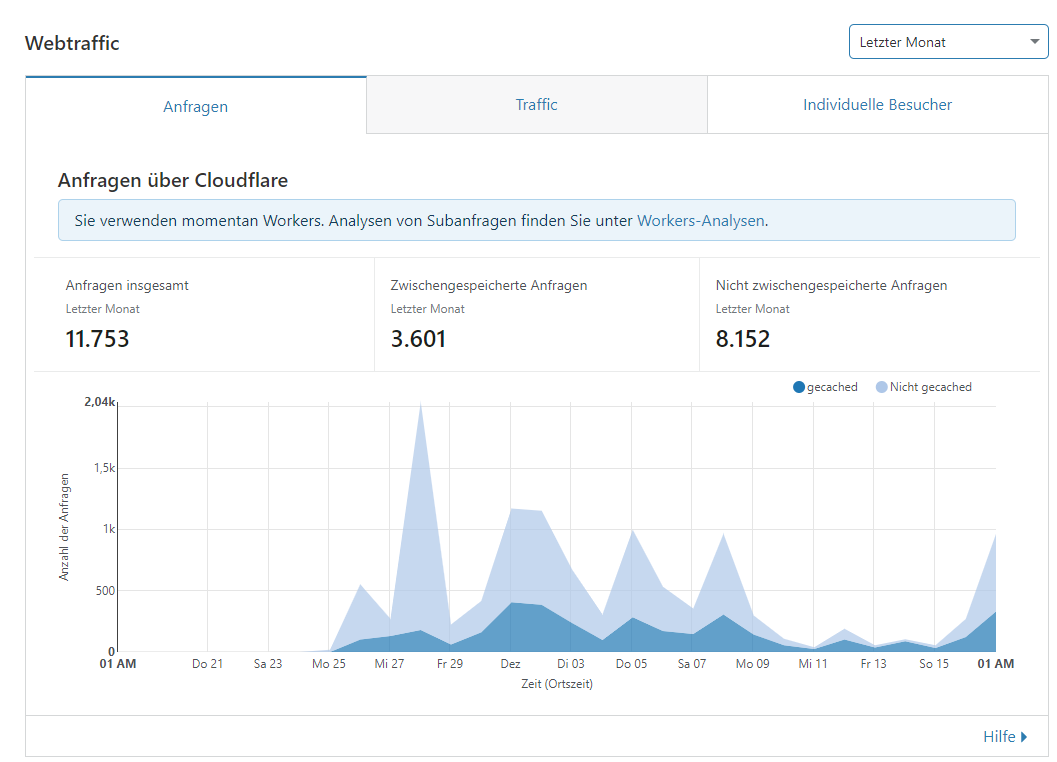 Webtraffic
Letzter Monat
Anfragen
Traffic
Individuelle Besucher
Anfragen über Cloudflare
Sie verwenden momentan Workers. Analysen von Subanfragen finden Sie unter Workers-Analysen.
Anfragen insgesamt
Letzter Monat
11.753
Zwischengespeicherte Anfragen
Letzter Monat
3.601
Nicht zwischengespeicherte Anfragen
Letzter Monat
8.152
gecached
Nicht gecached
2,04k
1,5k
1k
500
0
Anzahl der Anfragen
01 AM
Do 21
Sa 23
Mo 25
Mi 27
Fr 29
Dez
Di 03
Do 05
Sa 07
Mo 09
Mi 11
Fr 13
So 15
01 AM
Zeit (Ortszeit)
Hilfe